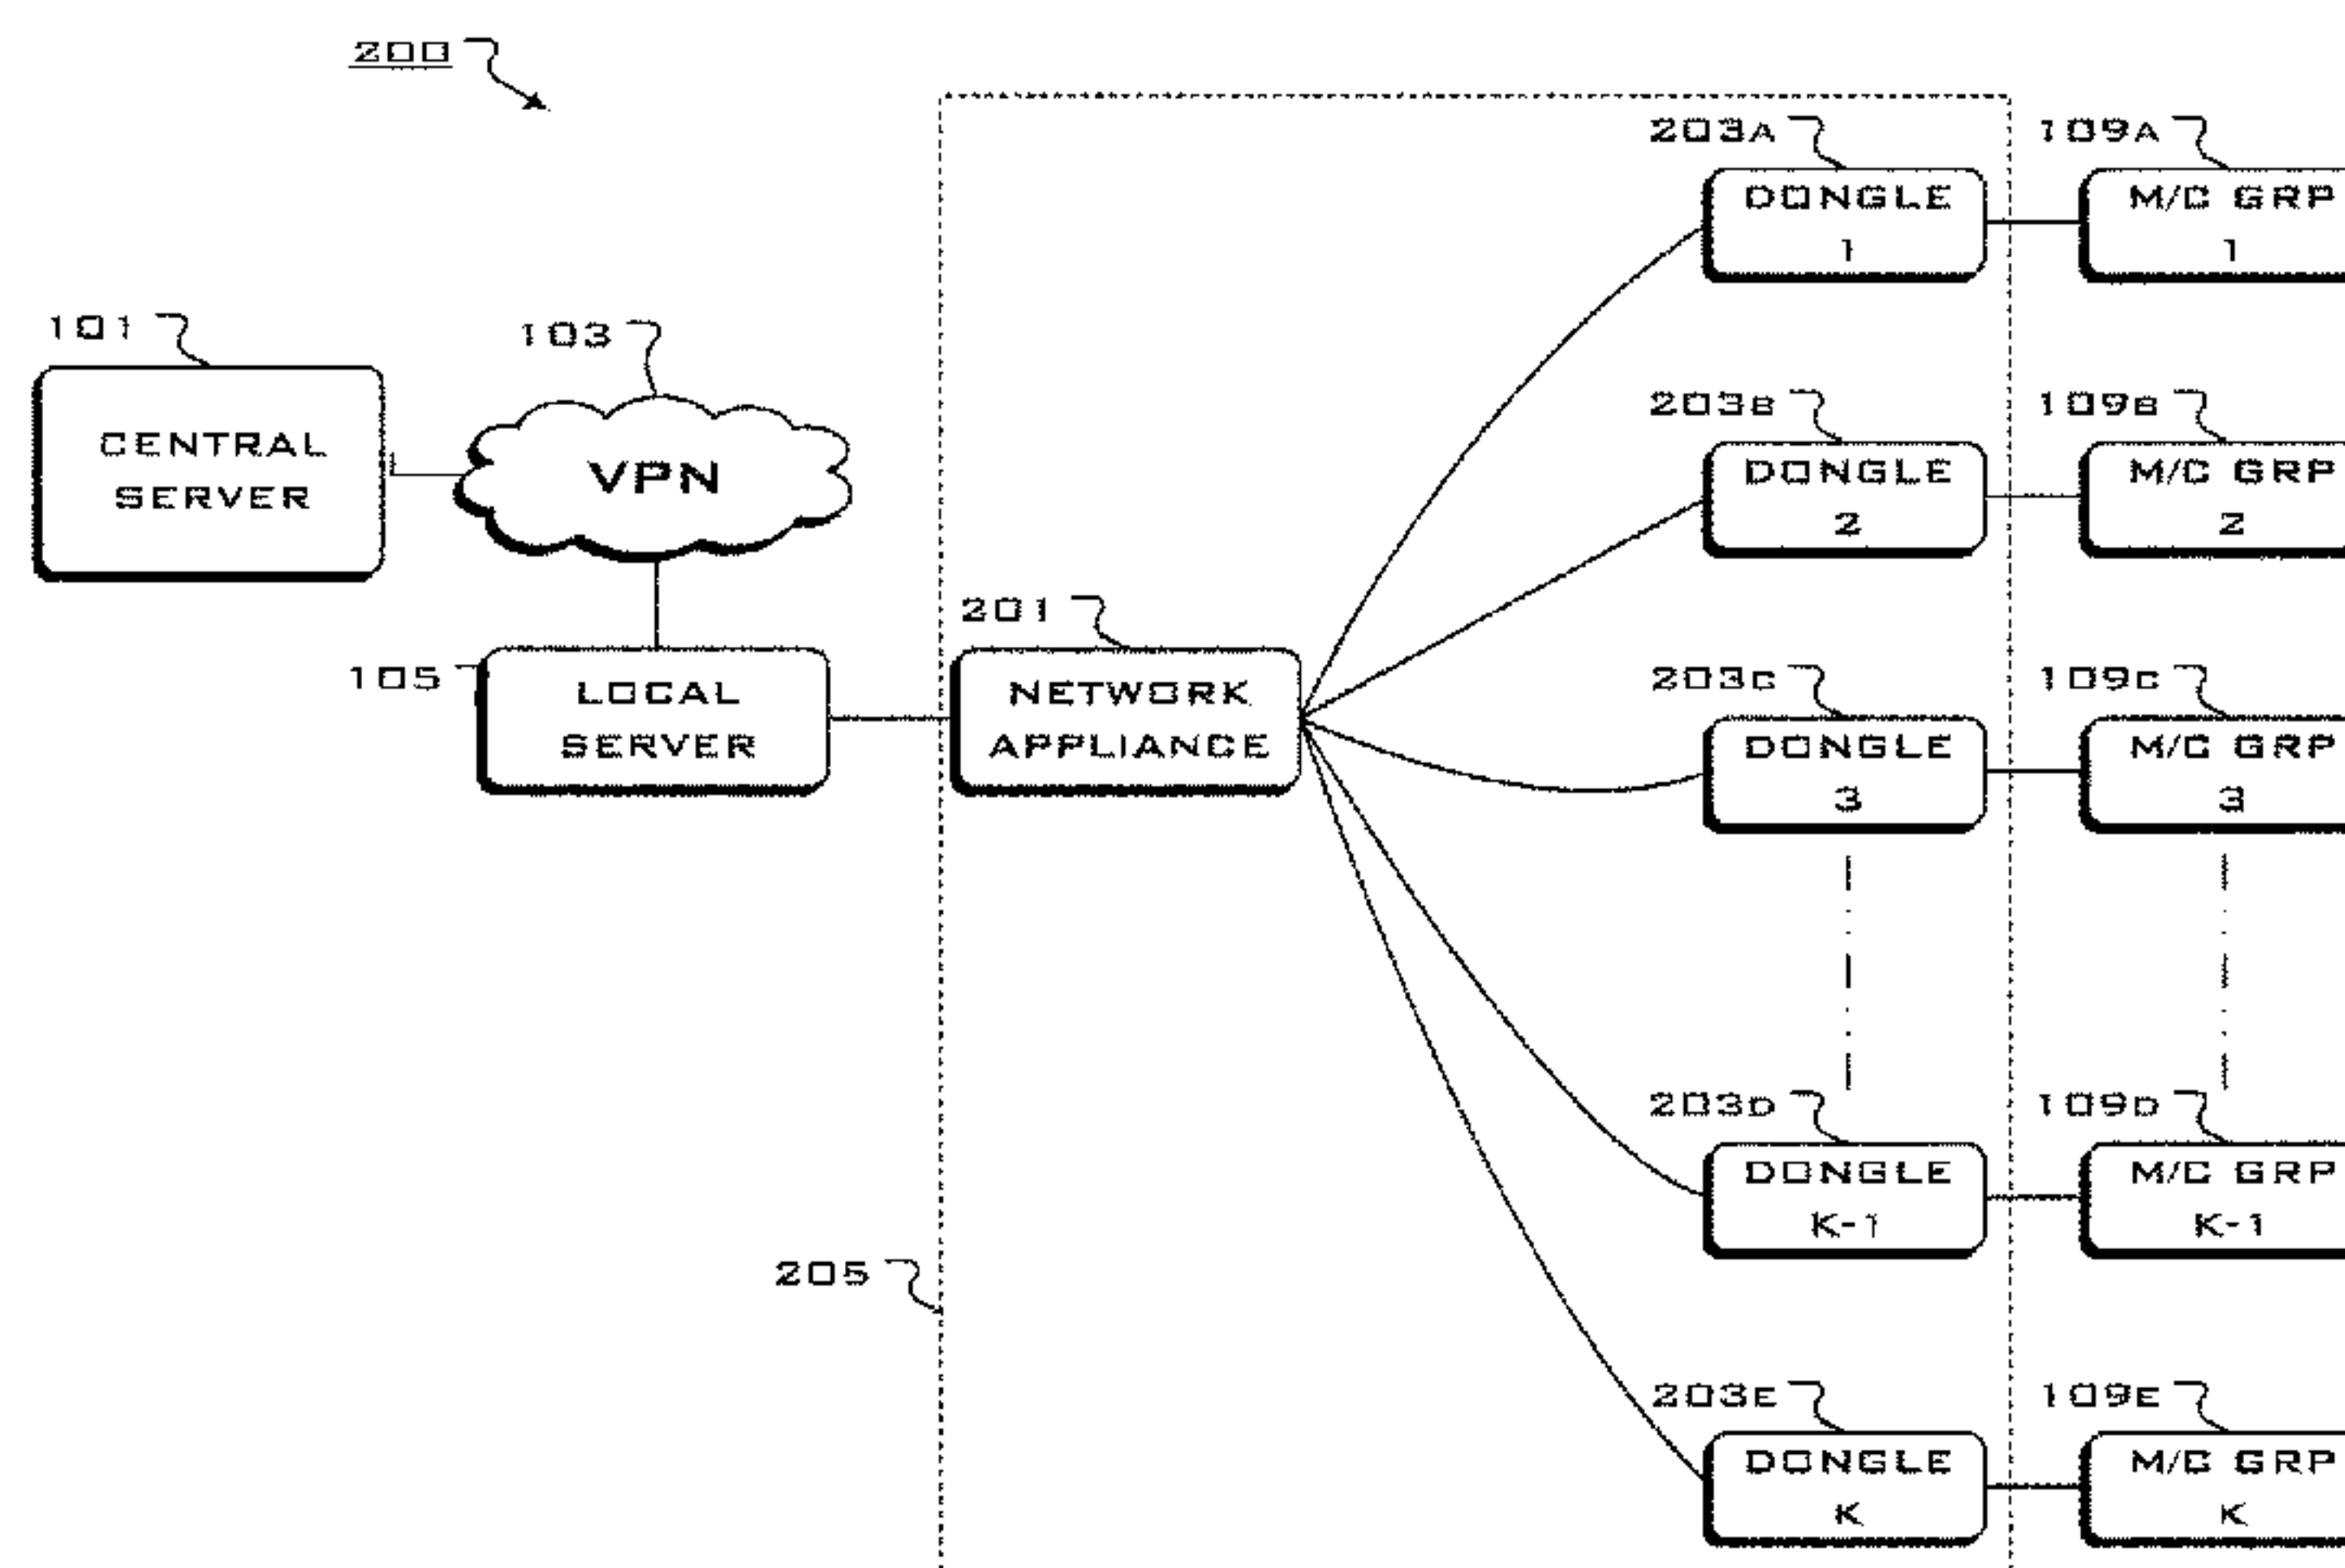 200
203A
109A
DONGLE
1
M/C GRP
1
101
103
CENTRAL
SERVER
VPN
203B
109B
DONGLE
2
M/C GRP
2
105
LOCAL
SERVER
201
NETWORK
APPLIANCE
203C
109C
DONGLE
3
M/C GRP
3
203D
109D
DONGLE
K-1
M/C GRP
K-1
205
203E
109E
DONGLE
K
M/C GRP
K